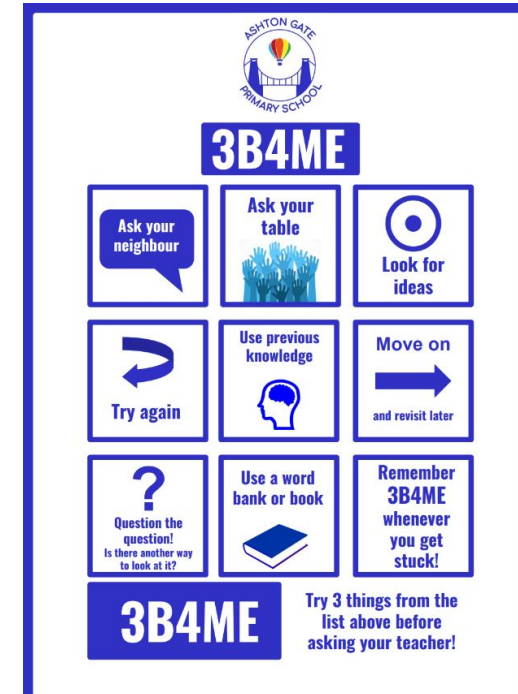 ASHTON GATE
PRIMARY SCHOOL
3B4ME
Ask your
neighbour
Ask your
table
Look for
ideas
Try again
Use previous
knowledge
Move on
and revisit later
?
Question the
question!
Is there another way
to look at it?
Use a word
bank or book
Remember
3B4ME
whenever
you get
stuck!
3B4ME
Try 3 things from the
list above before
asking your teacher!